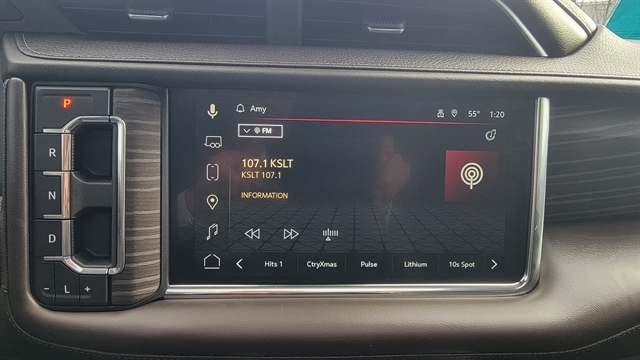 P
R
N
D
- L +
Amy
55° 1:20
FM
107.1 KSLT
KSLT 107.1
INFORMATION
Hits 1 CtryXmas Pulse Lithium 10s Spot